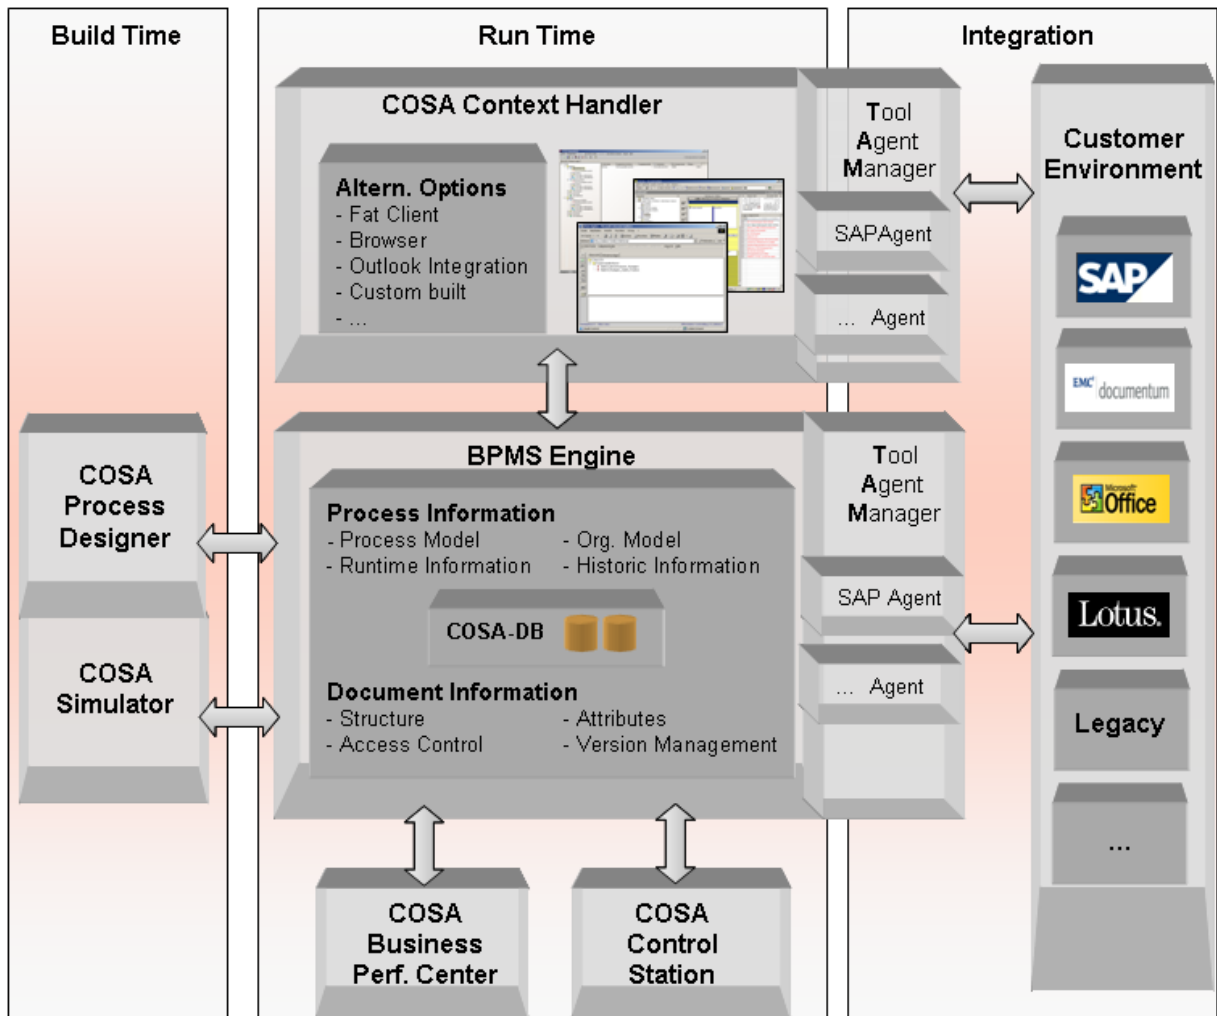 Build Time
Run Time
Integration
COSA Context Handler
Altern. Options
- Fat Client
- Browser
- Outlook Integration
- Custom built
- ...
Tool
Agent
Manager
SAPAgent
... Agent
Customer
Environment
SAP
EMC² documentum
Microsoft
Office
Lotus.
Legacy
...
COSA
Process
Designer
COSA
Simulator
BPMS Engine
Process Information
- Process Model
- Org. Model
- Runtime Information
- Historic Information
COSA-DB
Document Information
- Structure
- Attributes
- Access Control
- Version Management
Tool
Agent
Manager
SAP Agent
... Agent
COSA
Business
Perf. Center
COSA
Control
Station